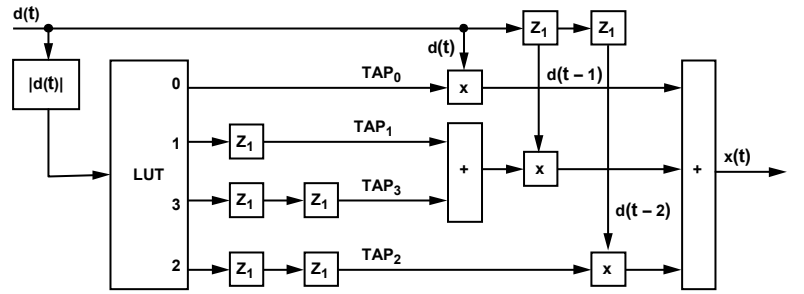 d(t)
Z₁ Z₁
d(t)
|d(t)|
0 TAP₀ x d(t – 1)
1 Z₁ TAP₁
LUT + x + x(t)
3 Z₁ Z₁ TAP₃
d(t – 2)
2 Z₁ Z₁ TAP₂ x